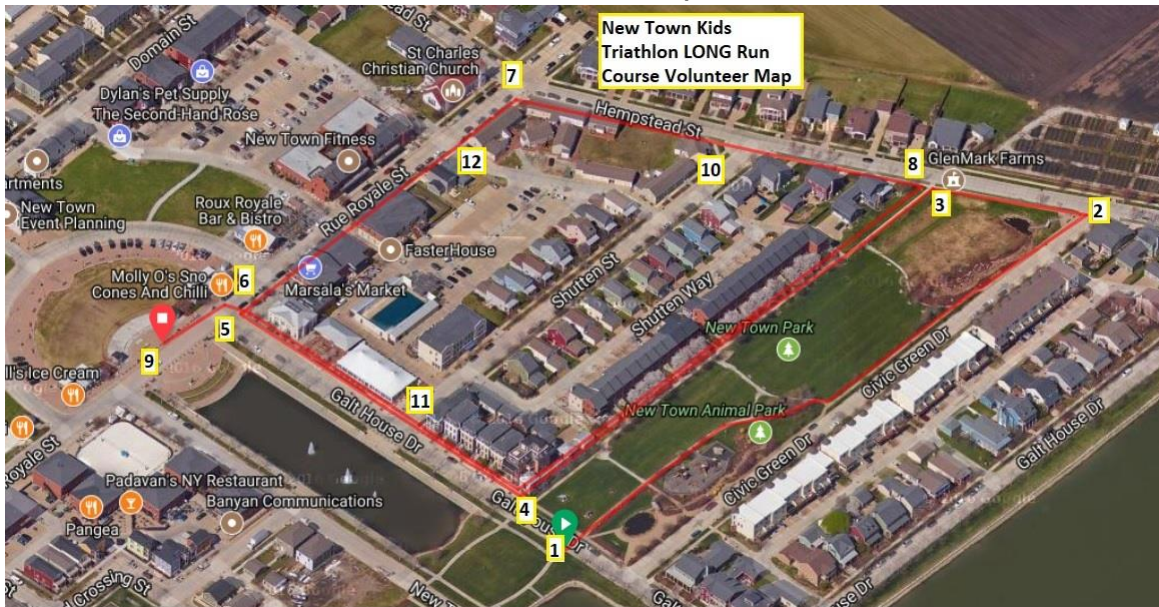 New Town Kids
Triathlon LONG Run
Course Volunteer Map
Domain St
St Charles
Christian Church
7
Hempstead St
Dylan's Pet Supply
The Second-Hand Rose
New Town Fitness
12
10
8
GlenMark Farms
3
2
New Town
Event Planning
Roux Royale
Bar & Bistro
Rue Royale St
FasterHouse
Shutten St
Molly O's Sno
Cones And Chilli
6
Marsala's Market
Shutten Way
5
New Town Park
9
Civic Green Dr
Galt House Dr
11
New Town Animal Park
Galt House Dr
Civic Green Dr
Padavan's NY Restaurant
Banyan Communications
Pangea
4
Galt House Dr
1